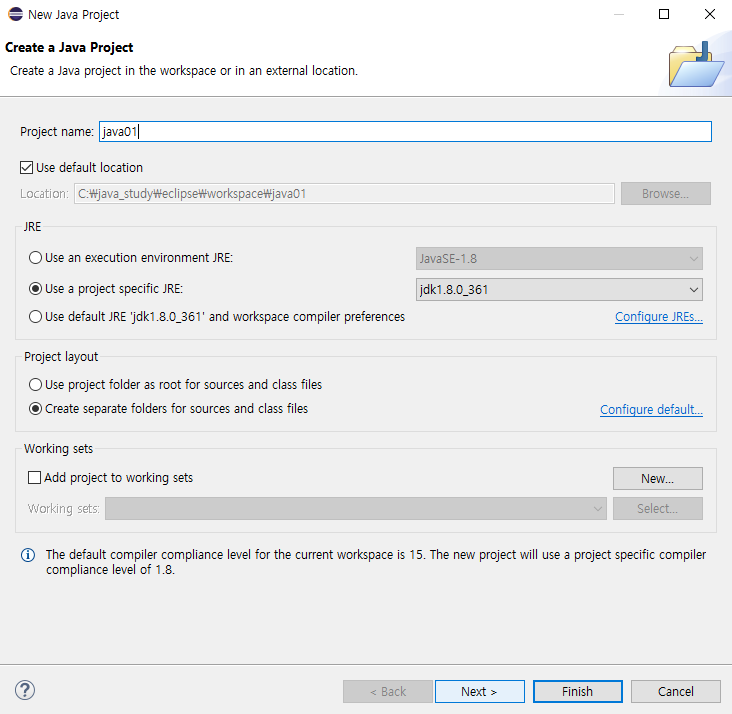 New Java Project
Create a Java Project
Create a Java project in the workspace or in an external location.
Project name: java01
Use default location
Location: C:₩java_study₩eclipse₩workspace₩java01 Browse...
JRE
Use an execution environment JRE: JavaSE-1.8
Use a project specific JRE: jdk1.8.0_361
Use default JRE 'jdk1.8.0_361' and workspace compiler preferences Configure JREs...
Project layout
Use project folder as root for sources and class files
Create separate folders for sources and class files Configure default...
Working sets
Add project to working sets New...
Working sets: Select...
The default compiler compliance level for the current workspace is 15. The new project will use a project specific compiler
compliance level of 1.8.
? < Back Next > Finish Cancel